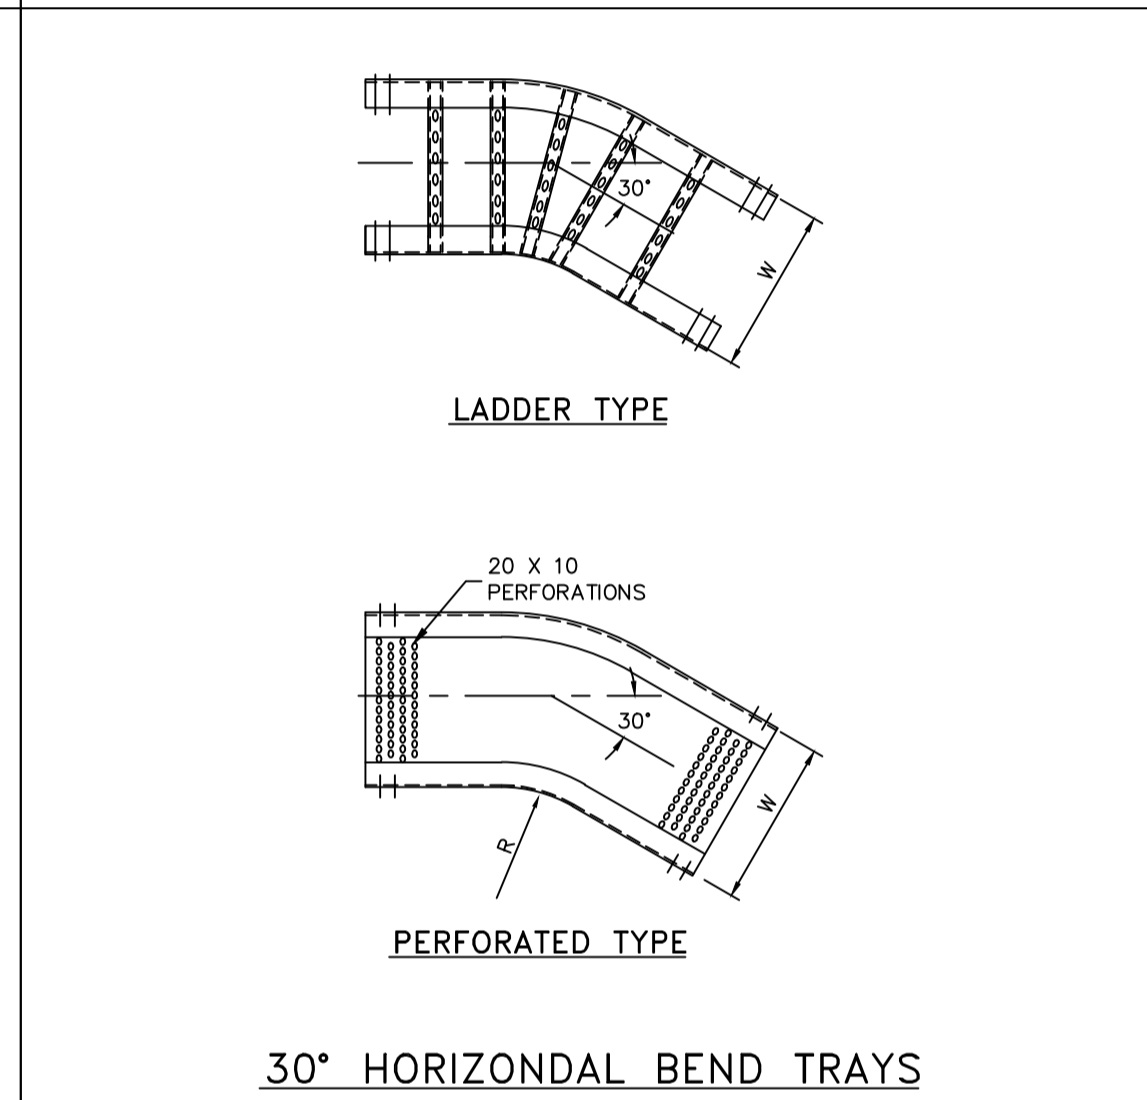 30°
W
LADDER TYPE
20 X 10
PERFORATIONS
30°
W
R
PERFORATED TYPE
30° HORIZONDAL BEND TRAYS